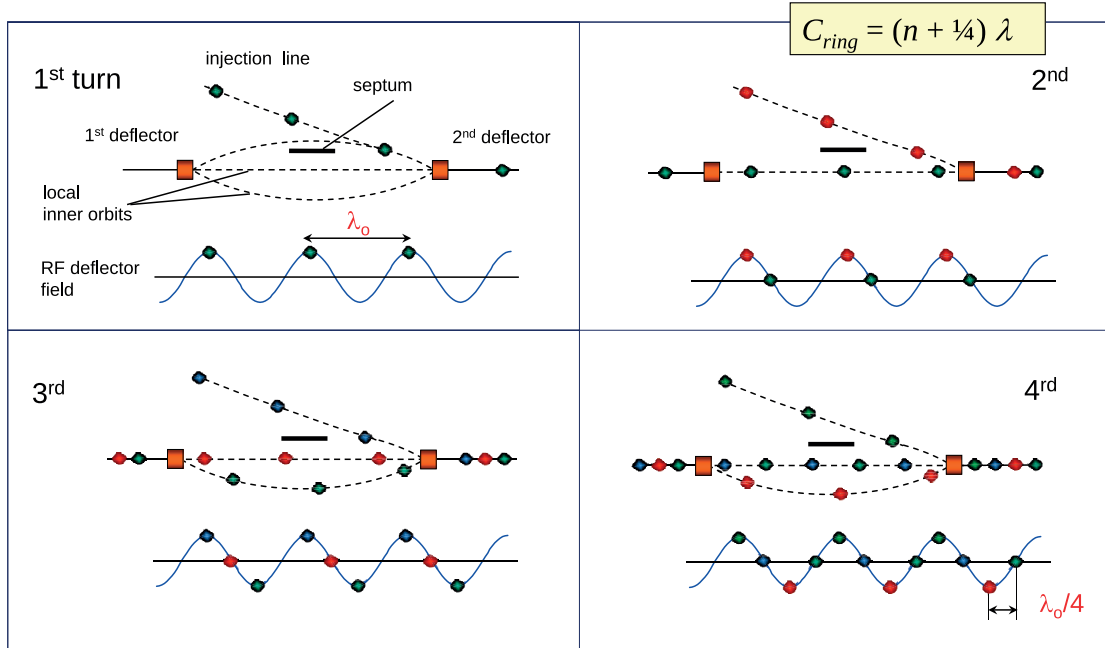 C_ring = (n + ¼) λ
1st turn
injection line
septum
1st deflector
2nd deflector
local
inner orbits
λo
RF deflector
field
2nd
3rd
4rd
λo/4